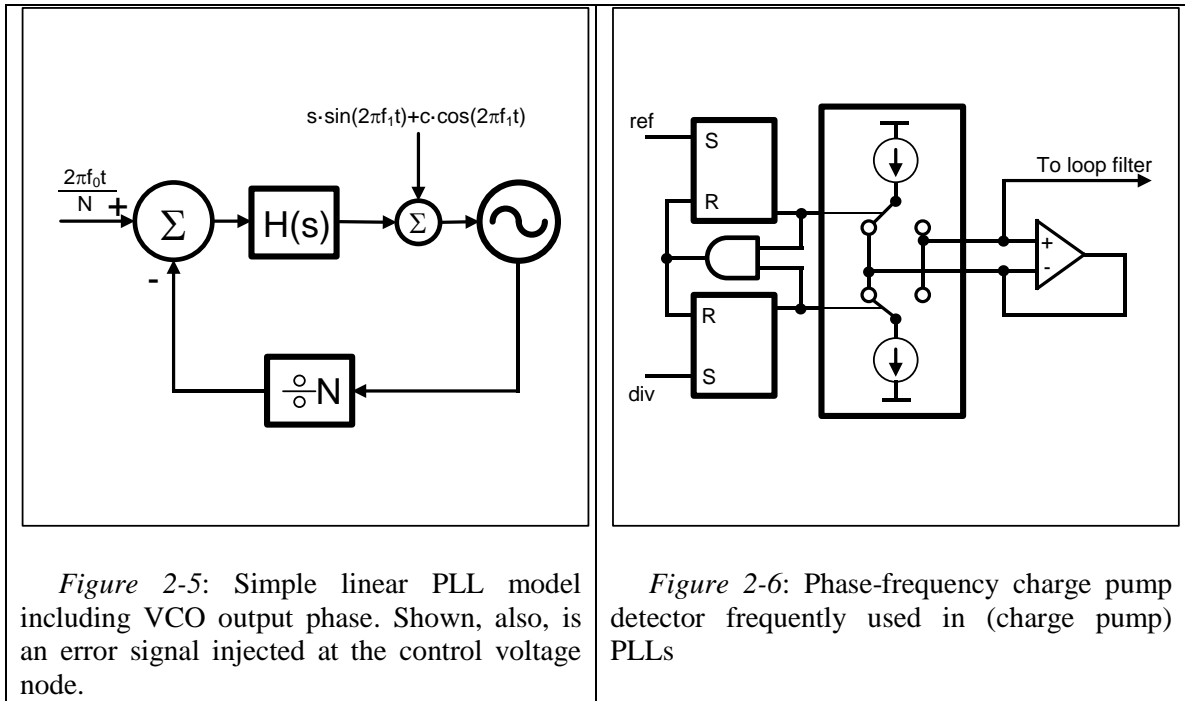 s·sin(2πf₁t)+c·cos(2πf₁t)
2πf₀t
N
+
Σ
H(s)
Σ
-
÷N
Figure 2-5: Simple linear PLL model
including VCO output phase. Shown, also, is
an error signal injected at the control voltage
node.
ref
S
R
R
S
div
To loop filter
+
-
Figure 2-6: Phase-frequency charge pump
detector frequently used in (charge pump)
PLLs